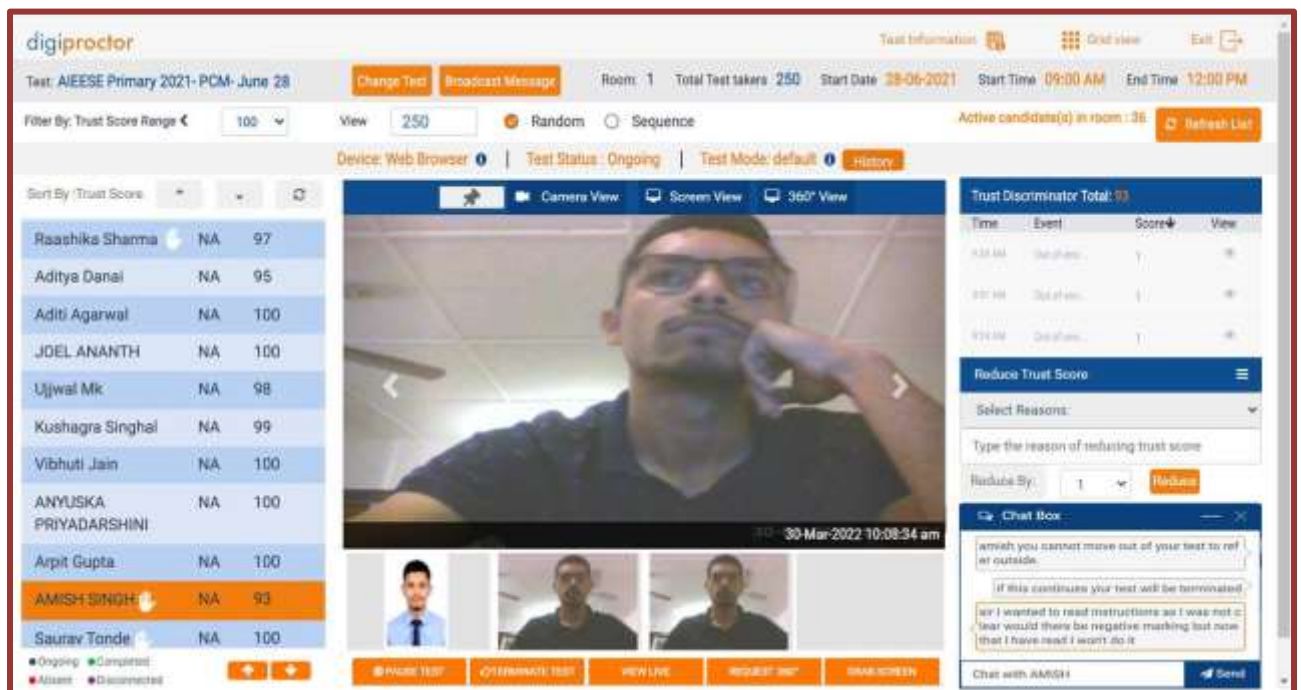 digiproctor
Test Information Grid view Exit
Test: AIEESE Primary 2021- PCM- June 28 Change Test Broadcast Message Room: 1 Total Test takers 250 Start Date 28-06-2021 Start Time 09:00 AM End Time 12:00 PM
Filter By: Trust Score Range < 100 View 250 Random Sequence Active candidate(s) in room : 36 Refresh List
Device: Web Browser | Test Status : Ongoing | Test Mode: default History
Sort By :Trust Score
Raashika Sharma NA 97
Aditya Danai NA 95
Aditi Agarwal NA 100
JOEL ANANTH NA 100
Ujjwal Mk NA 98
Kushagra Singhal NA 99
Vibhuti Jain NA 100
ANYUSKA NA 100
PRIYADARSHINI
Arpit Gupta NA 100
AMISH SINGH NA 93
Saurav Tonde NA 100
Ongoing Completed
Absent Disconnected
Camera View Screen View 360° View
30-Mar-2022 10:08:34 am
PAUSE TEST TERMINATE TEST VIEW LIVE REQUEST 360° GRAB SCREEN
Trust Discriminator Total: 93
Time Event Score View
1
1
1
Reduce Trust Score
Select Reasons:
Type the reason of reducing trust score
Reduce By: 1 Reduce
Chat Box
amish you cannot move out of your test to ref
er outside.
if this continues your test will be terminated
sir I wanted to read instructions as I was not c
lear would there be negative marking but now
that I have read I won't do it
Chat with AMISH Send